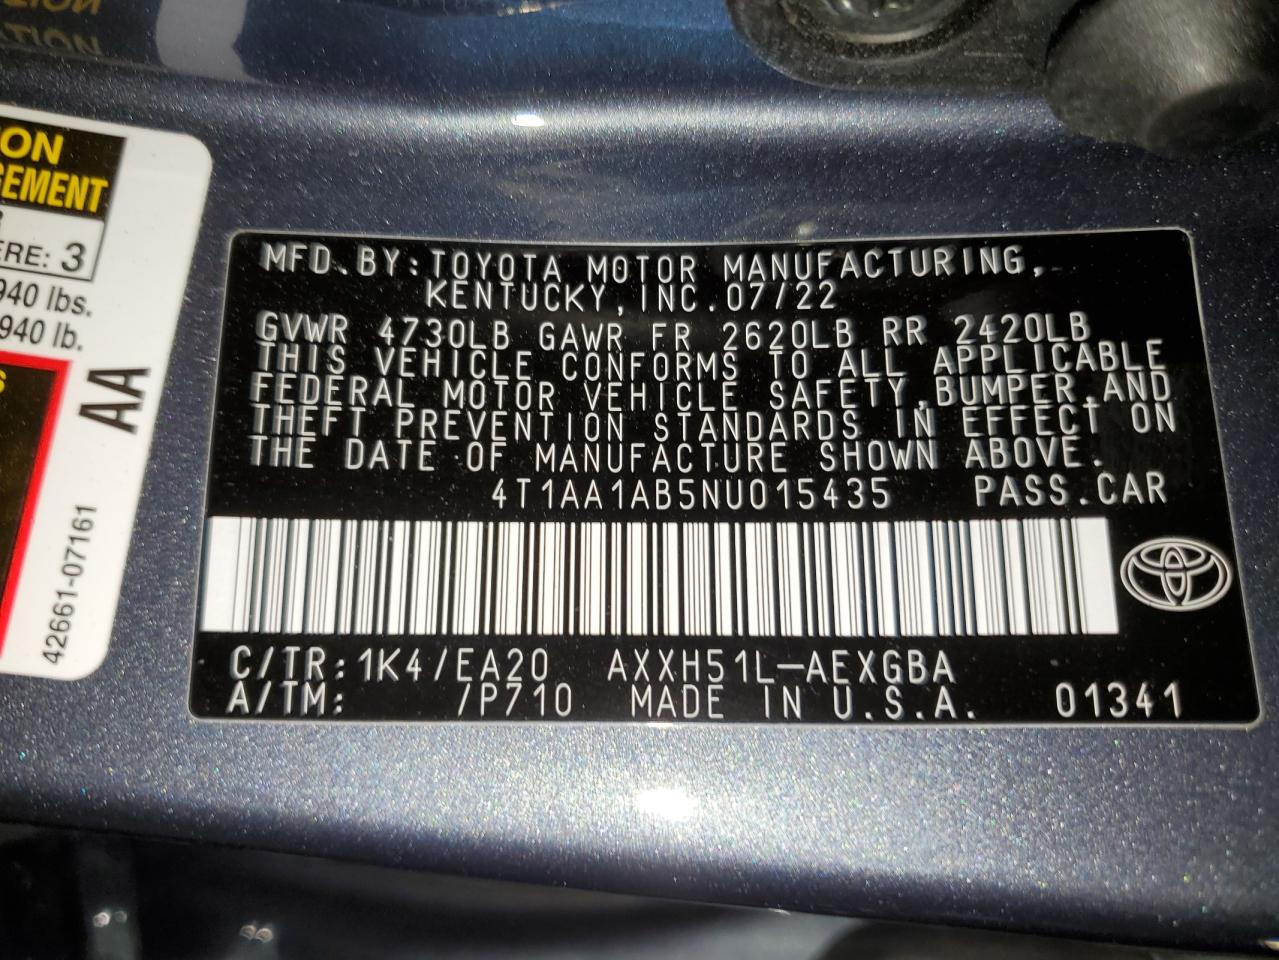 TION
ON
GEMENT
ERE: 3
940 lbs.
940 lb.
S
AA
42661-07161
MFD.BY:TOYOTA MOTOR MANUFACTURING,
KENTUCKY,INC.07/22
GVWR 4730LB GAWR FR 2620LB RR 2420LB
THIS VEHICLE CONFORMS TO ALL APPLICABLE
FEDERAL MOTOR VEHICLE SAFETY,BUMPER,AND
THEFT PREVENTION STANDARDS IN EFFECT ON
THE DATE OF MANUFACTURE SHOWN ABOVE.
4T1AA1AB5NU015435 PASS.CAR
C/TR:1K4/EA20 AXXH51L-AEXGBA
A/TM: /P710 MADE IN U.S.A. 01341